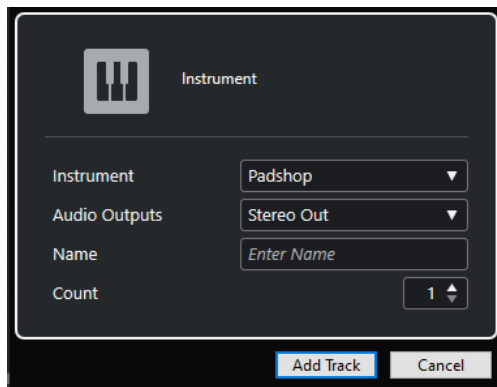 Instrument
Instrument Padshop
Audio Outputs Stereo Out
Name Enter Name
Count 1
Add Track Cancel